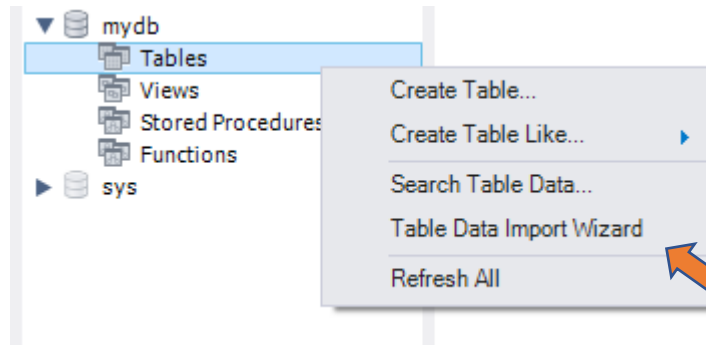 mydb
Tables
Views
Stored Procedures
Functions
sys
Create Table...
Create Table Like...
Search Table Data...
Table Data Import Wizard
Refresh All